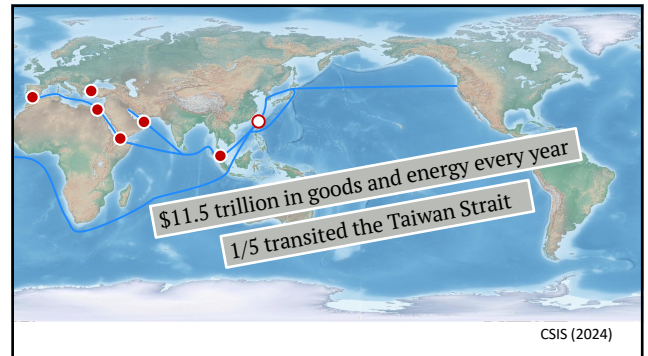 $11.5 trillion in goods and energy every year
1/5 transited the Taiwan Strait
CSIS (2024)